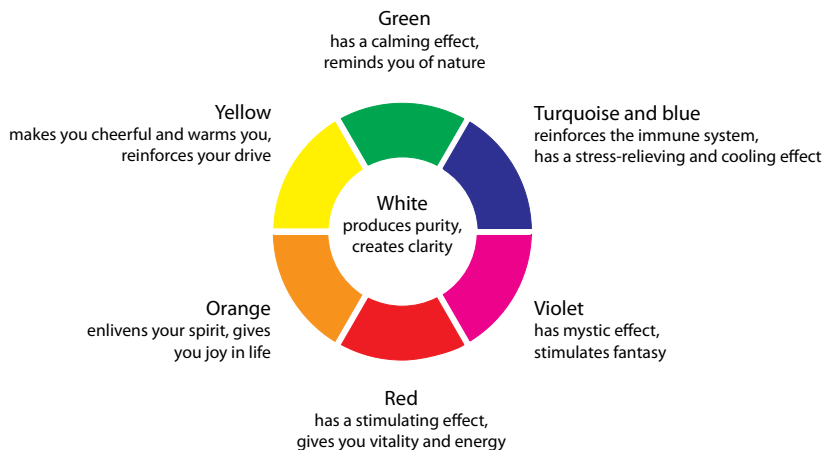 Green
has a calming effect,
reminds you of nature
Yellow
makes you cheerful and warms you,
reinforces your drive
Turquoise and blue
reinforces the immune system,
has a stress-relieving and cooling effect
White
produces purity,
creates clarity
Orange
enlivens your spirit, gives
you joy in life
Violet
has mystic effect,
stimulates fantasy
Red
has a stimulating effect,
gives you vitality and energy